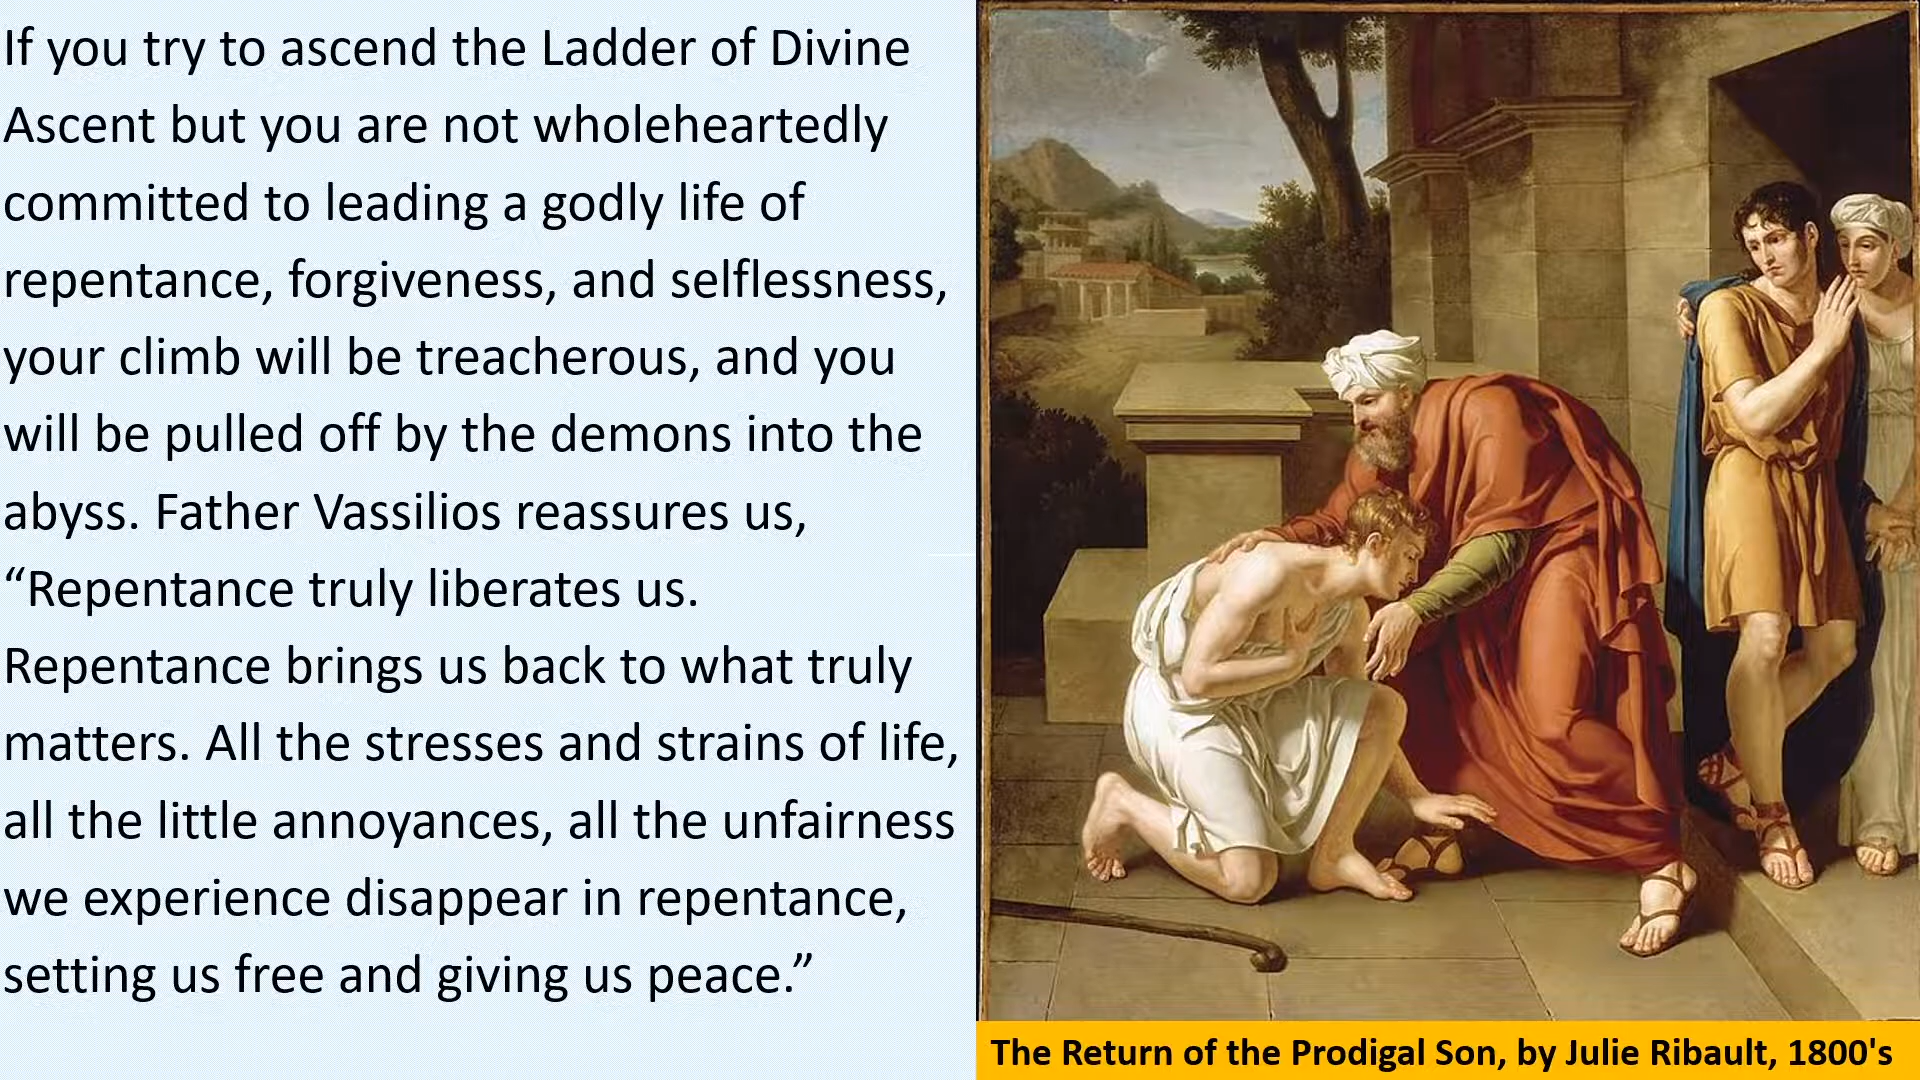 If you try to ascend the Ladder of Divine
Ascent but you are not wholeheartedly
committed to leading a godly life of
repentance, forgiveness, and selflessness,
your climb will be treacherous, and you
will be pulled off by the demons into the
abyss. Father Vassilios reassures us,
“Repentance truly liberates us.
Repentance brings us back to what truly
matters. All the stresses and strains of life,
all the little annoyances, all the unfairness
we experience disappear in repentance,
setting us free and giving us peace.”
The Return of the Prodigal Son, by Julie Ribault, 1800's